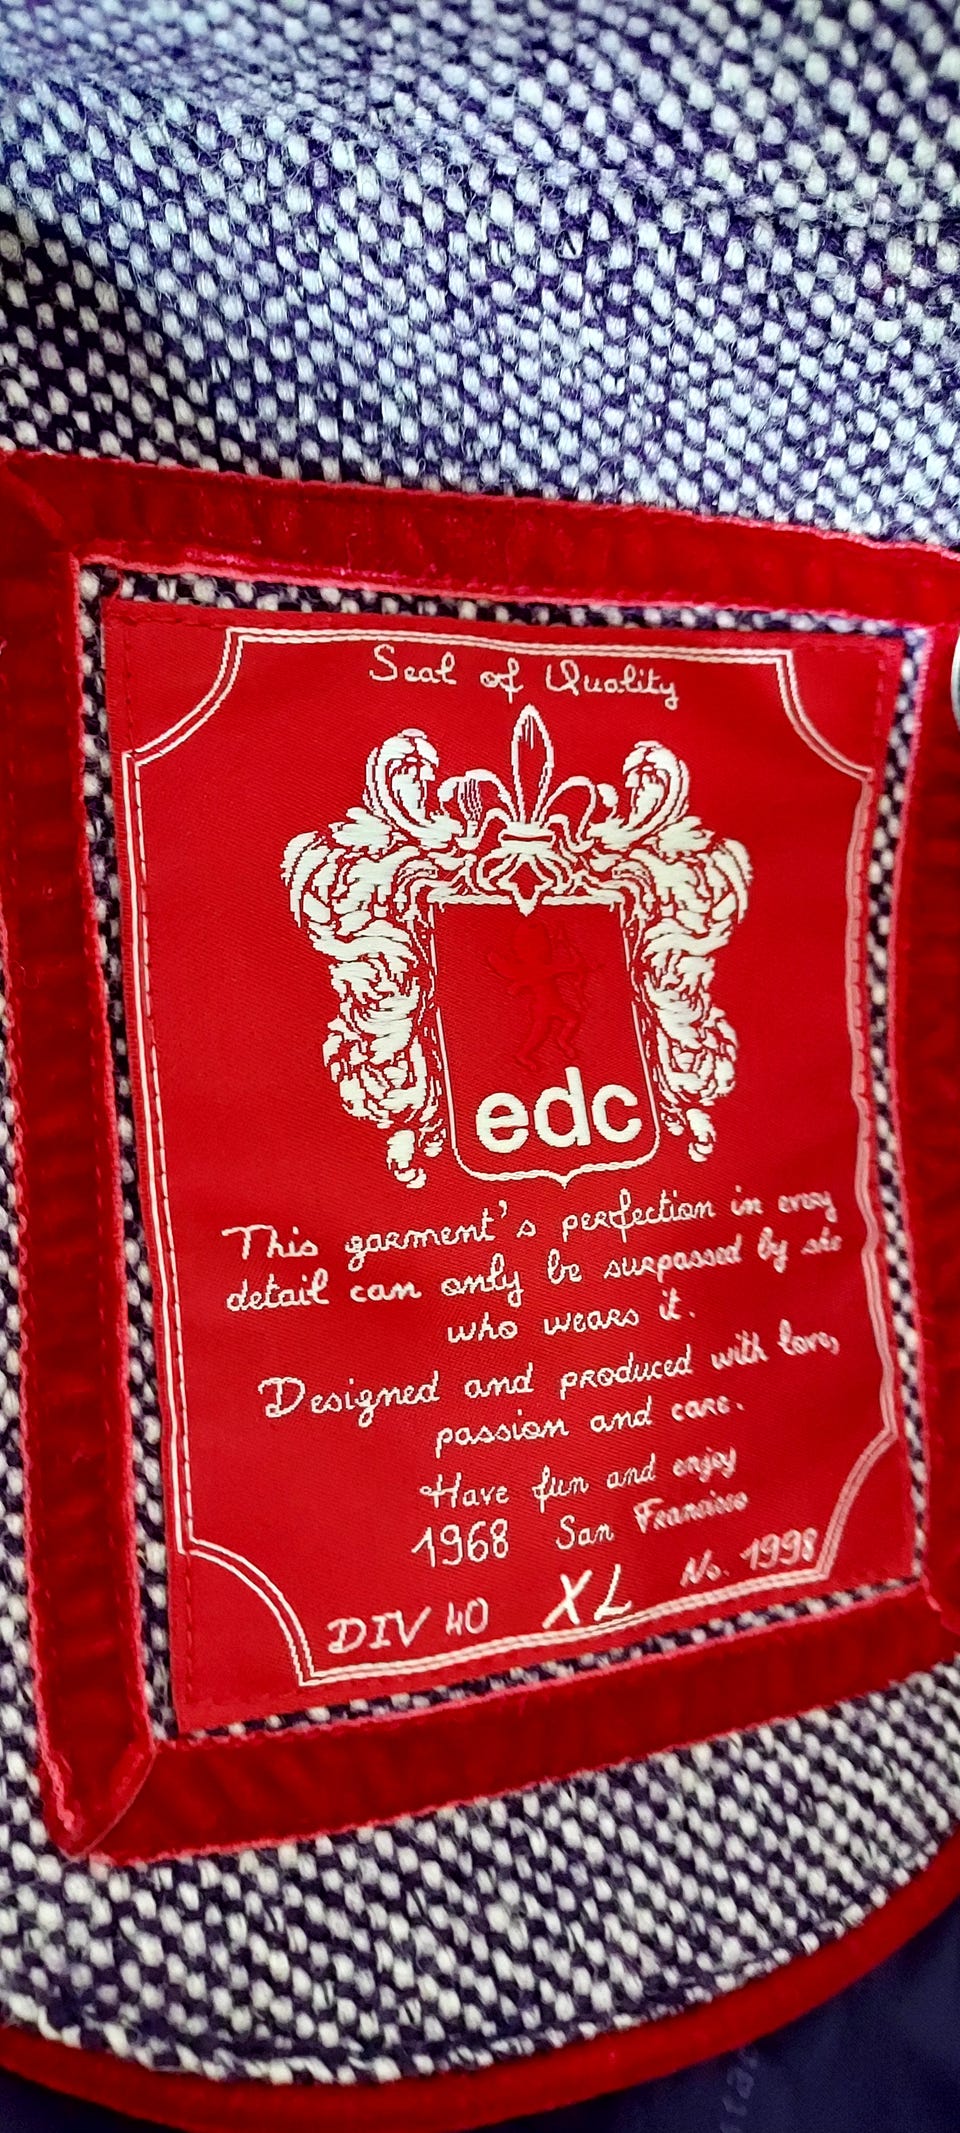 Seal of Quality
edc
This garment's perfection in every
detail can only be surpassed by she
who wears it.
Designed and produced with love,
passion and care.
Have fun and enjoy
1968 San Francisco
DIV 40 XL No. 1998